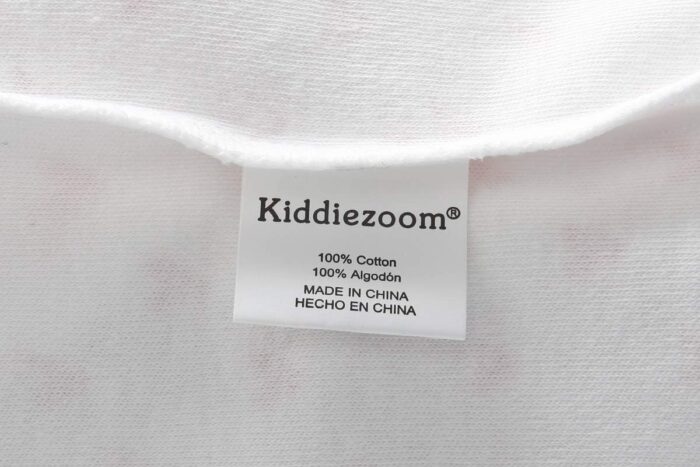 Kiddiezoom®
100% Cotton
100% Algodón
MADE IN CHINA
HECHO EN CHINA